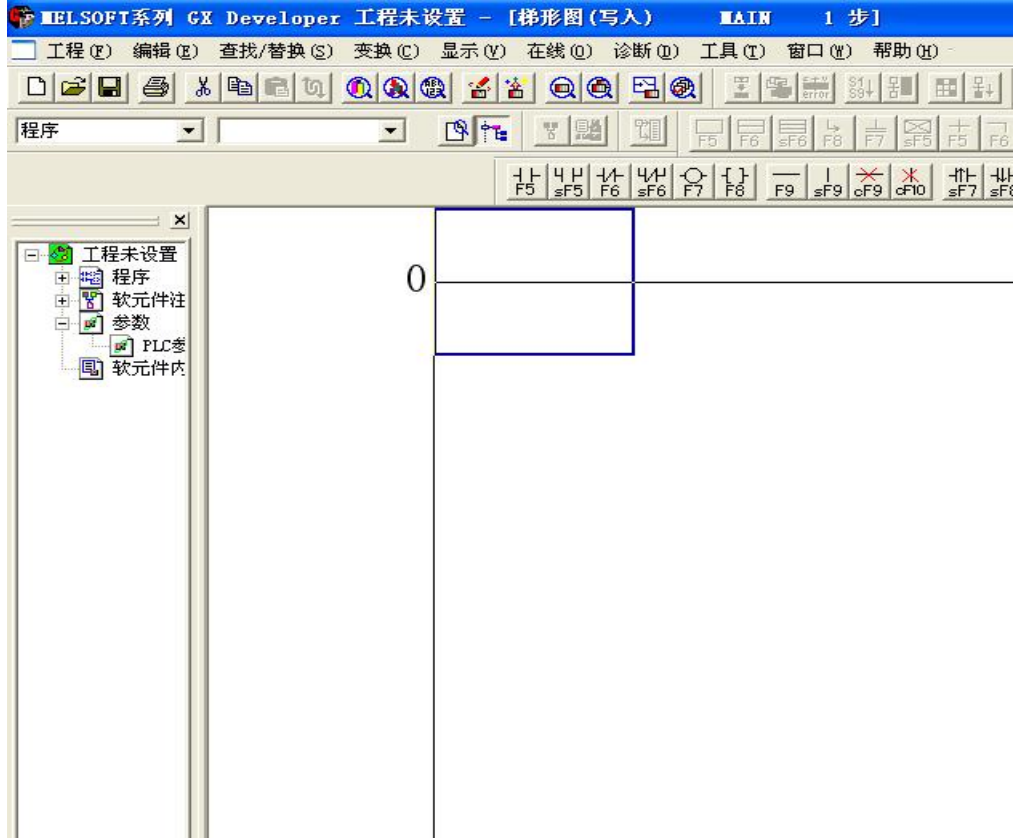 MELSOFT系列 GX Developer 工程未设置 - [梯形图(写入) MAIN 1 步]
工程(F) 编辑(E) 查找/替换(S) 变换(C) 显示(V) 在线(O) 诊断(D) 工具(T) 窗口(W) 帮助(H)
程序
F5 F6 sF6 F8 F7 sF5 F5 F6
F5 sF5 F6 sF6 F7 F8 F9 sF9 cF9 cF10 sF7 sF8
工程未设置
程序
软元件注
参数
PLC参
软元件内
0